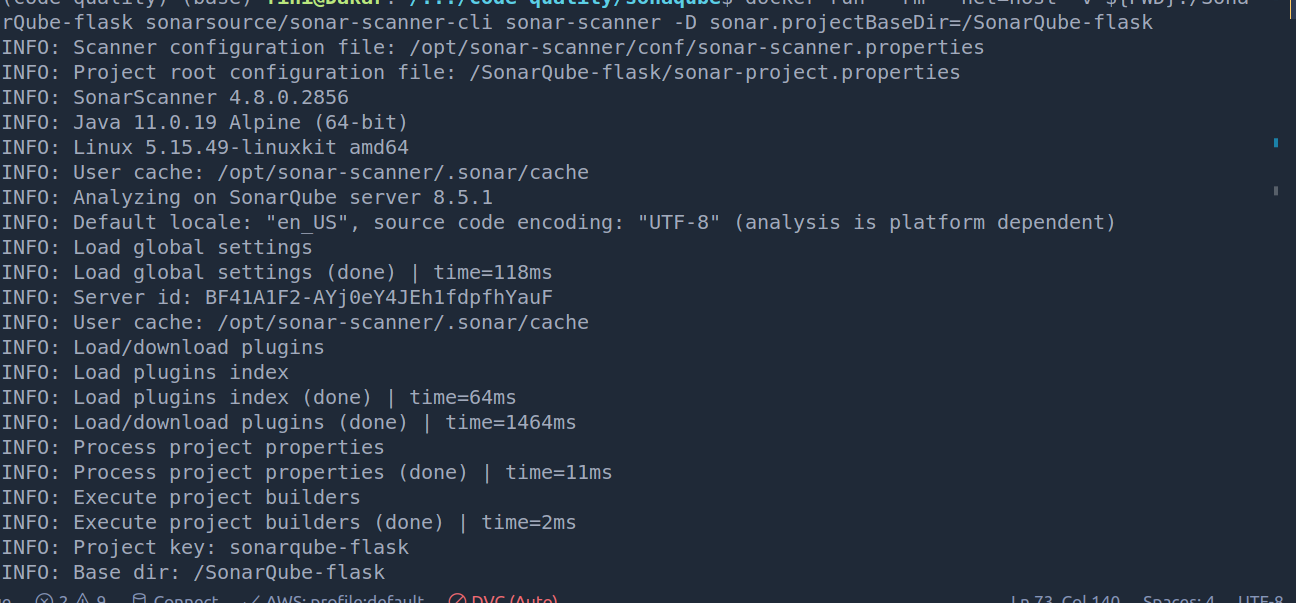 (code-quality) (base) docker run
rQube-flask sonarsource/sonar-scanner-cli sonar-scanner -D sonar.projectBaseDir=/SonarQube-flask
INFO: Scanner configuration file: /opt/sonar-scanner/conf/sonar-scanner.properties
INFO: Project root configuration file: /SonarQube-flask/sonar-project.properties
INFO: SonarScanner 4.8.0.2856
INFO: Java 11.0.19 Alpine (64-bit)
INFO: Linux 5.15.49-linuxkit amd64
INFO: User cache: /opt/sonar-scanner/.sonar/cache
INFO: Analyzing on SonarQube server 8.5.1
INFO: Default locale: "en_US", source code encoding: "UTF-8" (analysis is platform dependent)
INFO: Load global settings
INFO: Load global settings (done) | time=118ms
INFO: Server id: BF41A1F2-AYj0eY4JEh1fdpfhYauF
INFO: User cache: /opt/sonar-scanner/.sonar/cache
INFO: Load/download plugins
INFO: Load plugins index
INFO: Load plugins index (done) | time=64ms
INFO: Load/download plugins (done) | time=1464ms
INFO: Process project properties
INFO: Process project properties (done) | time=11ms
INFO: Execute project builders
INFO: Execute project builders (done) | time=2ms
INFO: Project key: sonarqube-flask
INFO: Base dir: /SonarQube-flask
2 9 Connect AWS: profile:default DVC (Auto) Ln 73, Col 140 Spaces: 4 UTF-8